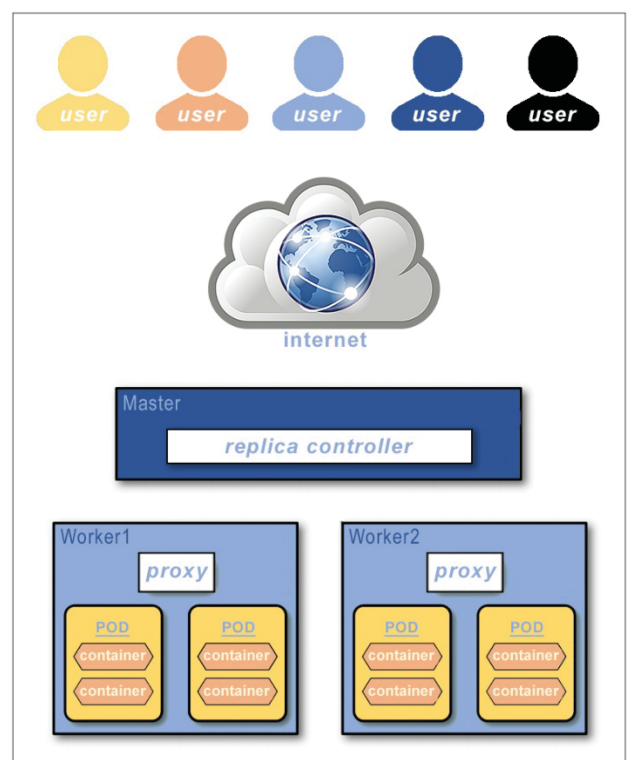 user user user user user
internet
Master
replica controller
Worker1
proxy
POD POD
container container
container container
Worker2
proxy
POD POD
container container
container container